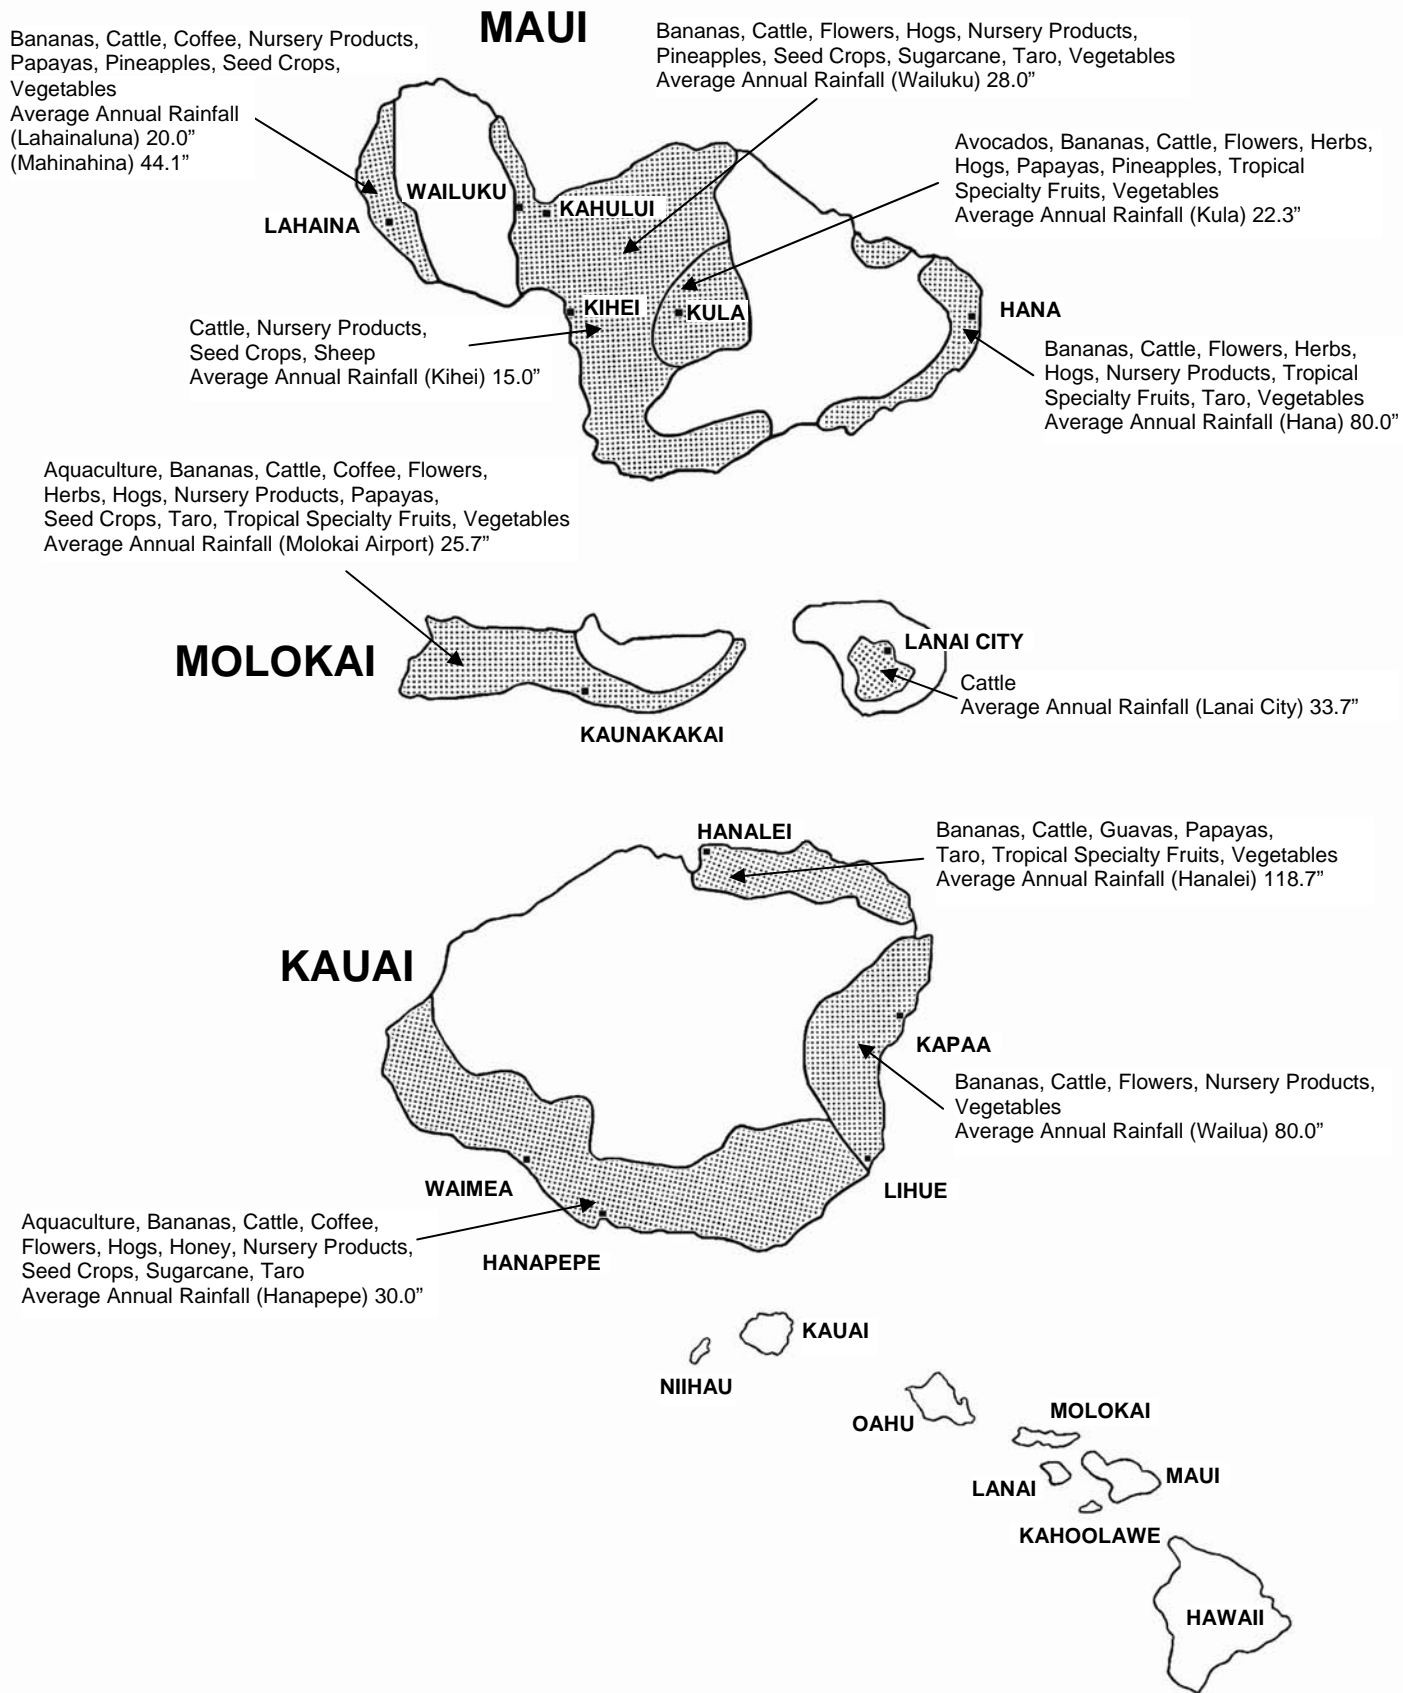 MAUI
Bananas, Cattle, Coffee, Nursery Products,
Papayas, Pineapples, Seed Crops,
Vegetables
Average Annual Rainfall
(Lahainaluna) 20.0”
(Mahinahina) 44.1”
Bananas, Cattle, Flowers, Hogs, Nursery Products,
Pineapples, Seed Crops, Sugarcane, Taro, Vegetables
Average Annual Rainfall (Wailuku) 28.0”
Avocados, Bananas, Cattle, Flowers, Herbs,
Hogs, Papayas, Pineapples, Tropical
Specialty Fruits, Vegetables
Average Annual Rainfall (Kula) 22.3”
WAILUKU
KAHULUI
LAHAINA
KIHEI
KULA
HANA
Cattle, Nursery Products,
Seed Crops, Sheep
Average Annual Rainfall (Kihei) 15.0”
Bananas, Cattle, Flowers, Herbs,
Hogs, Nursery Products, Tropical
Specialty Fruits, Taro, Vegetables
Average Annual Rainfall (Hana) 80.0”
Aquaculture, Bananas, Cattle, Coffee, Flowers,
Herbs, Hogs, Nursery Products, Papayas,
Seed Crops, Taro, Tropical Specialty Fruits, Vegetables
Average Annual Rainfall (Molokai Airport) 25.7”
MOLOKAI
KAUNAKAKAI
LANAI CITY
Cattle
Average Annual Rainfall (Lanai City) 33.7”
HANALEI
Bananas, Cattle, Guavas, Papayas,
Taro, Tropical Specialty Fruits, Vegetables
Average Annual Rainfall (Hanalei) 118.7”
KAUAI
KAPAA
Bananas, Cattle, Flowers, Nursery Products,
Vegetables
Average Annual Rainfall (Wailua) 80.0”
WAIMEA
LIHUE
Aquaculture, Bananas, Cattle, Coffee,
Flowers, Hogs, Honey, Nursery Products,
Seed Crops, Sugarcane, Taro
Average Annual Rainfall (Hanapepe) 30.0”
HANAPEPE
KAUAI
NIIHAU
OAHU
MOLOKAI
LANAI
MAUI
KAHOOLAWE
HAWAII